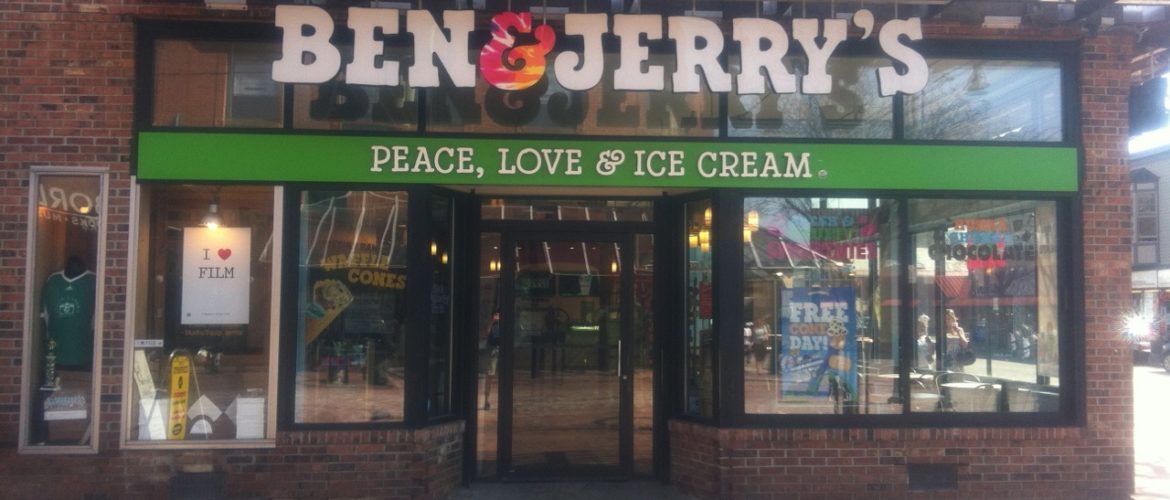 BEN & JERRY'S
PEACE, LOVE & ICE CREAM
I ♥
FILM
WAFFLE
CONES
CHOCOLATE
FREE
CONE
DAY!